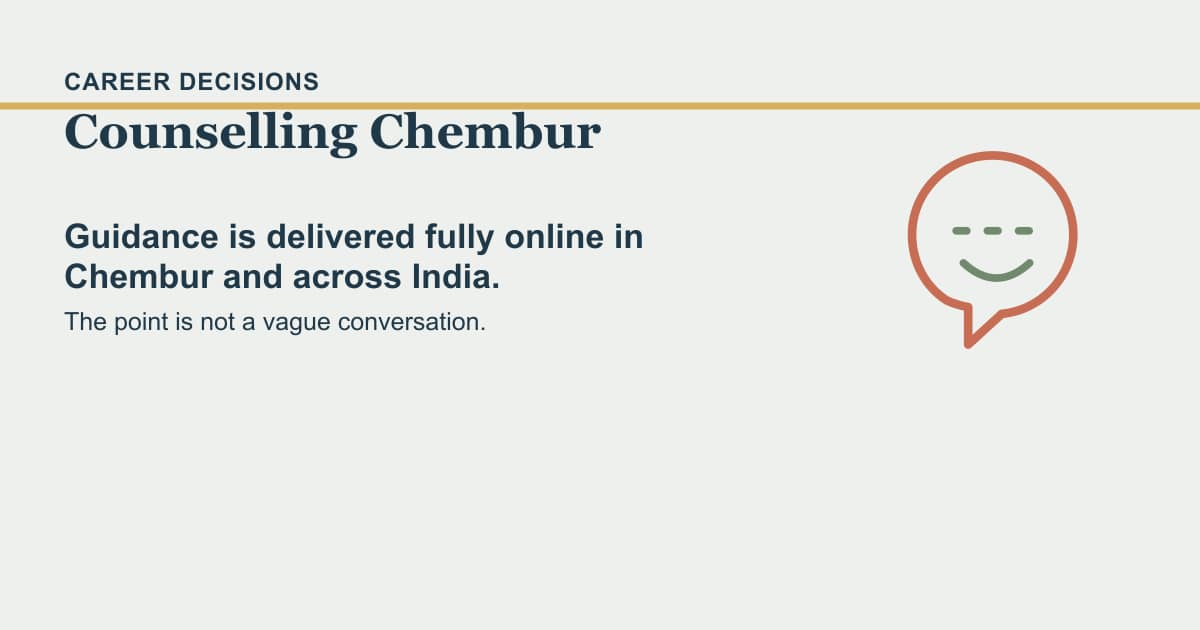 CAREER DECISIONS
Counselling Chembur
Guidance is delivered fully online in
Chembur and across India.
The point is not a vague conversation.